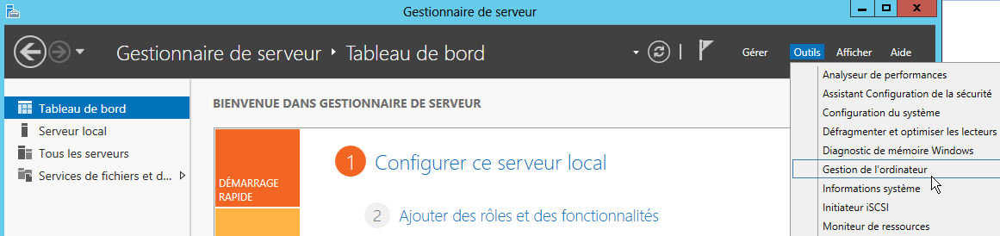 Gestionnaire de serveur
Gestionnaire de serveur ‣ Tableau de bord
Gérer Outils Afficher Aide
Tableau de bord
Serveur local
Tous les serveurs
Services de fichiers et d...
BIENVENUE DANS GESTIONNAIRE DE SERVEUR
DÉMARRAGE
RAPIDE
1 Configurer ce serveur local
2 Ajouter des rôles et des fonctionnalités
Analyseur de performances
Assistant Configuration de la sécurité
Configuration du système
Défragmenter et optimiser les lecteurs
Diagnostic de mémoire Windows
Gestion de l'ordinateur
Informations système
Initiateur iSCSI
Moniteur de ressources